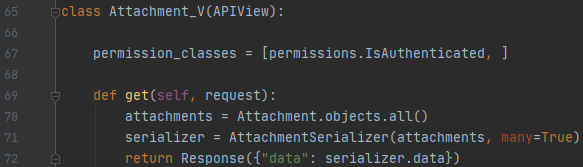 65 class Attachment_V(APIView):
66
67     permission_classes = [permissions.IsAuthenticated, ]
68
69     def get(self, request):
70         attachments = Attachment.objects.all()
71         serializer = AttachmentSerializer(attachments, many=True)
72         return Response({"data": serializer.data})